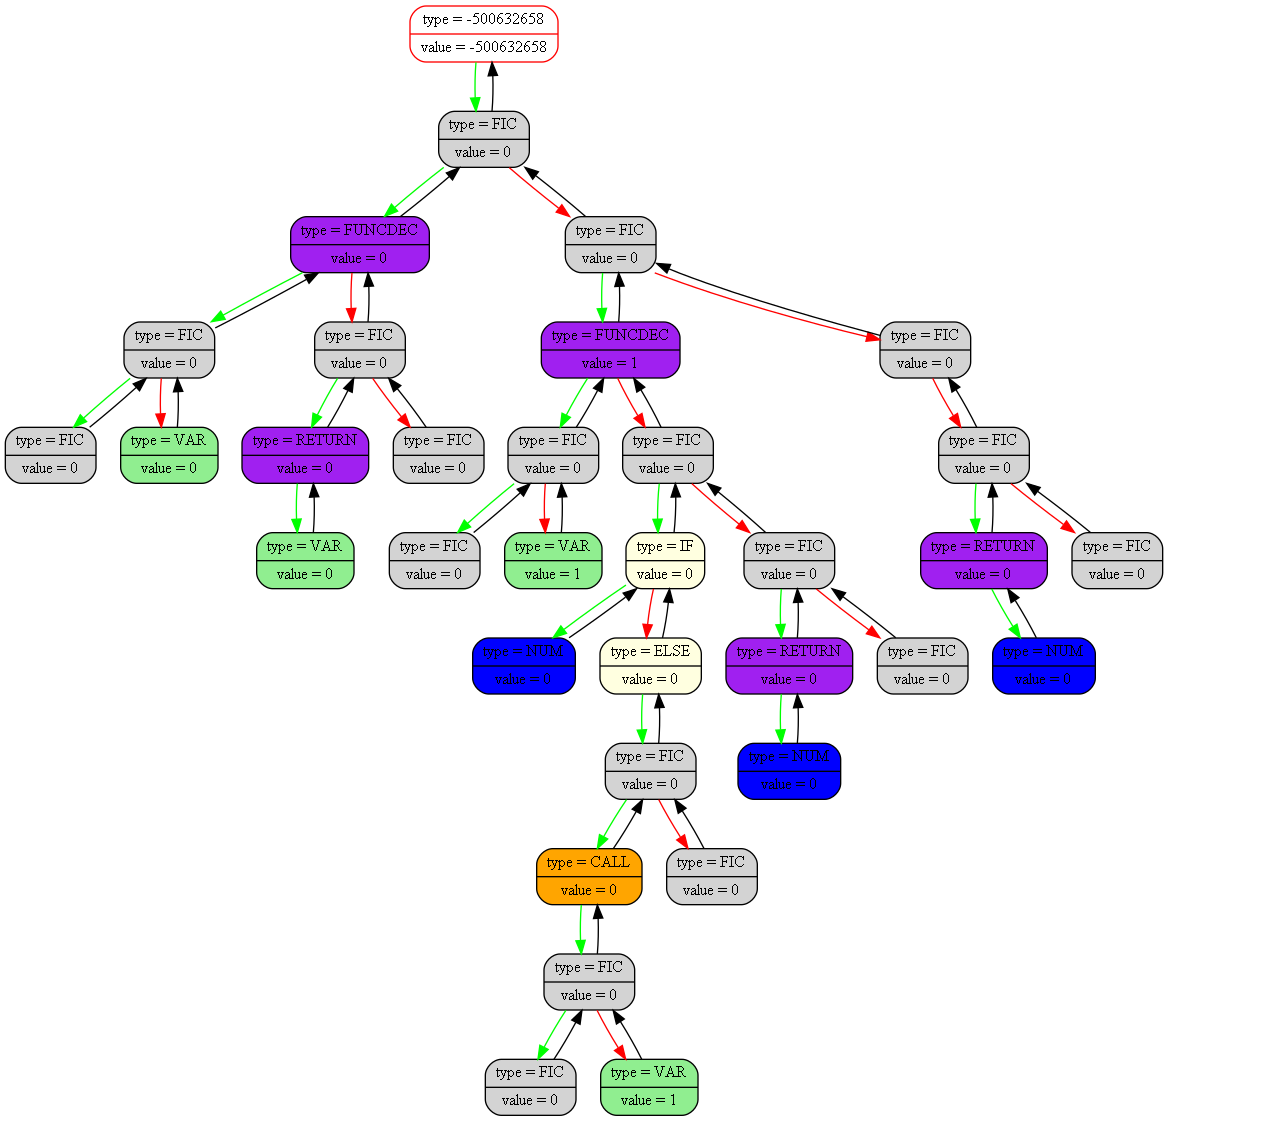 type = -500632658
value = -500632658
type = FIC
value = 0
type = FUNCDEC
value = 0
type = FIC
value = 0
type = FIC
value = 0
type = FIC
value = 0
type = FUNCDEC
value = 1
type = FIC
value = 0
type = FIC
value = 0
type = VAR
value = 0
type = RETURN
value = 0
type = FIC
value = 0
type = FIC
value = 0
type = FIC
value = 0
type = FIC
value = 0
type = VAR
value = 0
type = FIC
value = 0
type = VAR
value = 1
type = IF
value = 0
type = FIC
value = 0
type = RETURN
value = 0
type = FIC
value = 0
type = NUM
value = 0
type = ELSE
value = 0
type = RETURN
value = 0
type = FIC
value = 0
type = NUM
value = 0
type = FIC
value = 0
type = NUM
value = 0
type = CALL
value = 0
type = FIC
value = 0
type = FIC
value = 0
type = FIC
value = 0
type = VAR
value = 1